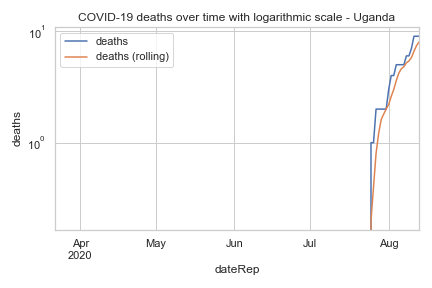 COVID-19 deaths over time with logarithmic scale - Uganda
10¹
deaths
deaths (rolling)
deaths
10⁰
Apr
2020
May
Jun
Jul
Aug
dateRep